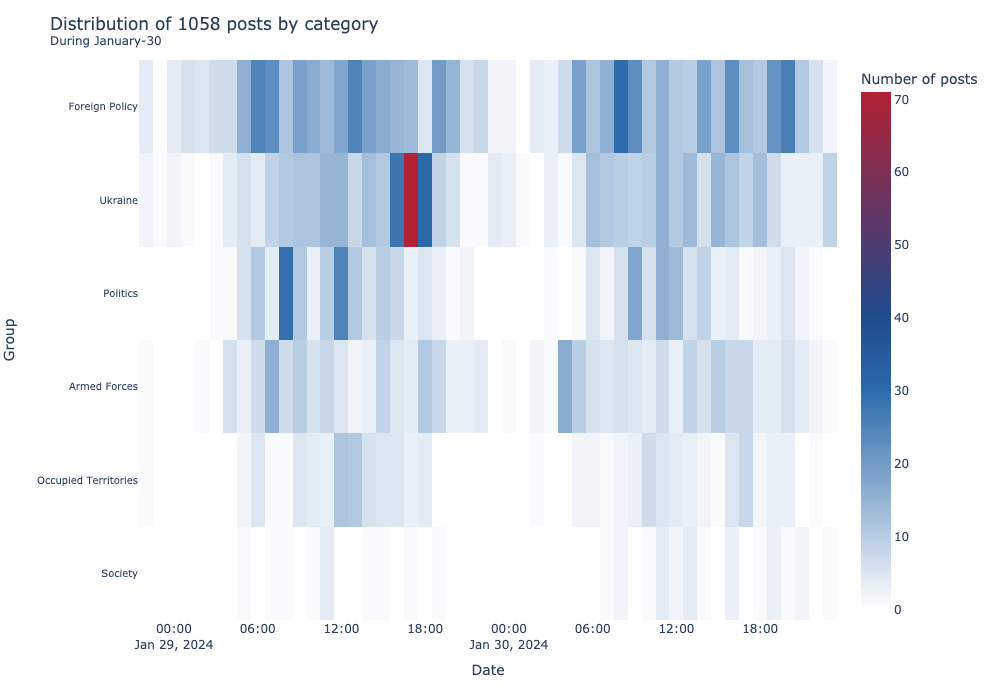 Distribution of 1058 posts by category
During January-30
Number of posts
70
60
50
40
30
20
10
0
Group
Foreign Policy
Ukraine
Politics
Armed Forces
Occupied Territories
Society
00:00 06:00 12:00 18:00 00:00 06:00 12:00 18:00
Jan 29, 2024 Jan 30, 2024
Date